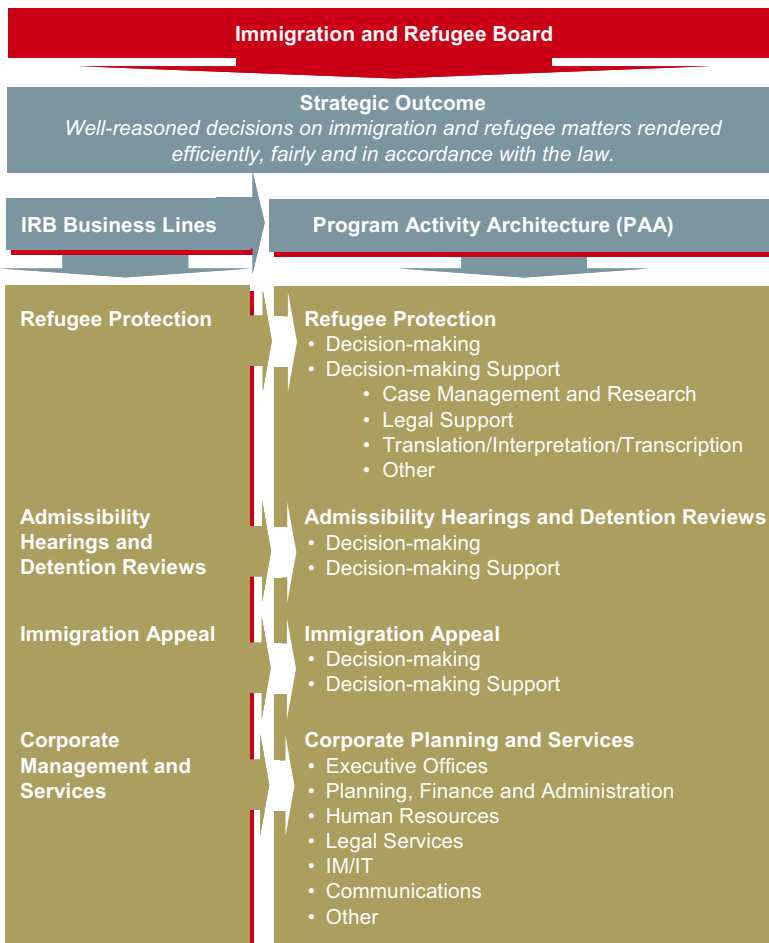 Immigration and Refugee Board
Strategic Outcome
Well-reasoned decisions on immigration and refugee matters rendered
efficiently, fairly and in accordance with the law.
IRB Business Lines
Program Activity Architecture (PAA)
Refugee Protection
Refugee Protection
• Decision-making
• Decision-making Support
• Case Management and Research
• Legal Support
• Translation/Interpretation/Transcription
• Other
Admissibility
Hearings and
Detention Reviews
Admissibility Hearings and Detention Reviews
• Decision-making
• Decision-making Support
Immigration Appeal
Immigration Appeal
• Decision-making
• Decision-making Support
Corporate
Management and
Services
Corporate Planning and Services
• Executive Offices
• Planning, Finance and Administration
• Human Resources
• Legal Services
• IM/IT
• Communications
• Other